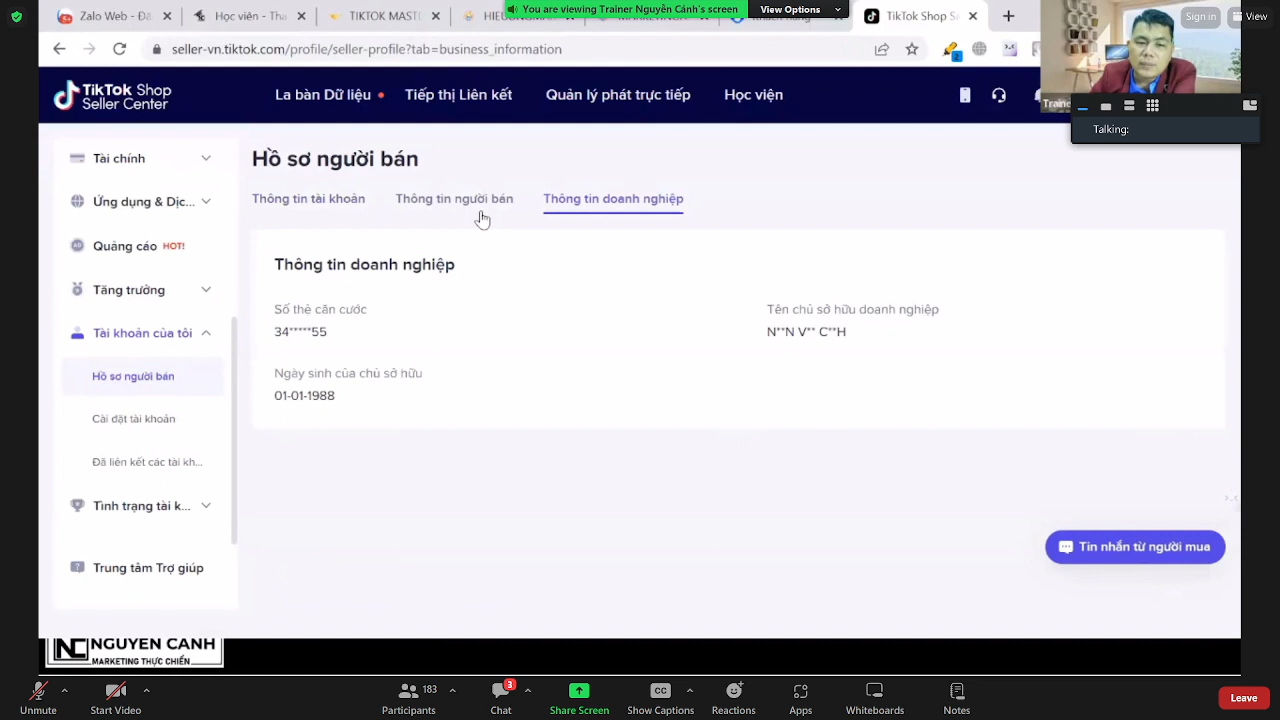 Zalo Web - Đá
Học viện - Tha
TIKTOK MASTE
You are viewing Trainer Nguyễn Cảnh's screen
View Options
TikTok Shop S
Sign in
View
seller-vn.tiktok.com/profile/seller-profile?tab=business_information
2
TikTok Shop
Seller Center
La bàn Dữ liệu
Tiếp thị Liên kết
Quản lý phát trực tiếp
Học viện
Talking:
Tài chính
Ứng dụng & Dịc...
Quảng cáo HOT!
Tăng trưởng
Tài khoản của tôi
Hồ sơ người bán
Cài đặt tài khoản
Đã liên kết các tài kh...
Tình trạng tài k...
Trung tâm Trợ giúp
Hồ sơ người bán
Thông tin tài khoản
Thông tin người bán
Thông tin doanh nghiệp
Thông tin doanh nghiệp
Số thẻ căn cước
34*****55
Tên chủ sở hữu doanh nghiệp
N**N V** C**H
Ngày sinh của chủ sở hữu
01-01-1988
Tin nhắn từ người mua
NC NGUYEN CANH
MARKETING THỰC CHIẾN
Unmute
Start Video
183
Participants
3
Chat
Share Screen
CC
Show Captions
Reactions
Apps
Whiteboards
Notes
Leave